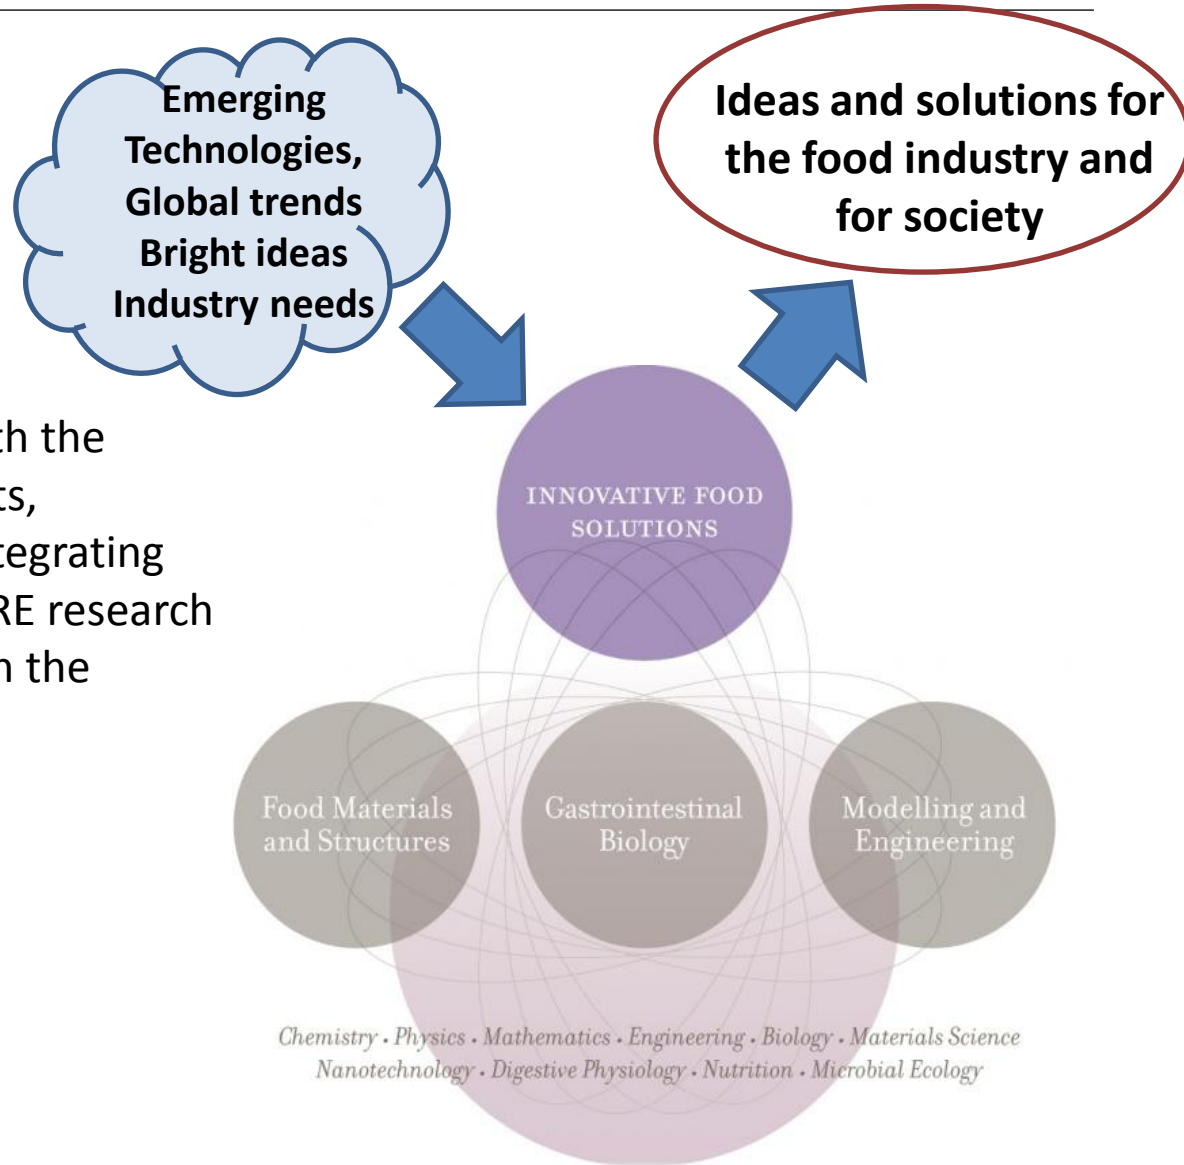 Emerging
Technologies,
Global trends
Bright ideas
Industry needs
Ideas and solutions for
the food industry and
for society
the
tegrating
RE research
the
INNOVATIVE FOOD
SOLUTIONS
Food Materials
and Structures
Gastrointestinal
Biology
Modelling and
Engineering
Chemistry • Physics • Mathematics • Engineering • Biology • Materials Science
Nanotechnology • Digestive Physiology • Nutrition • Microbial Ecology